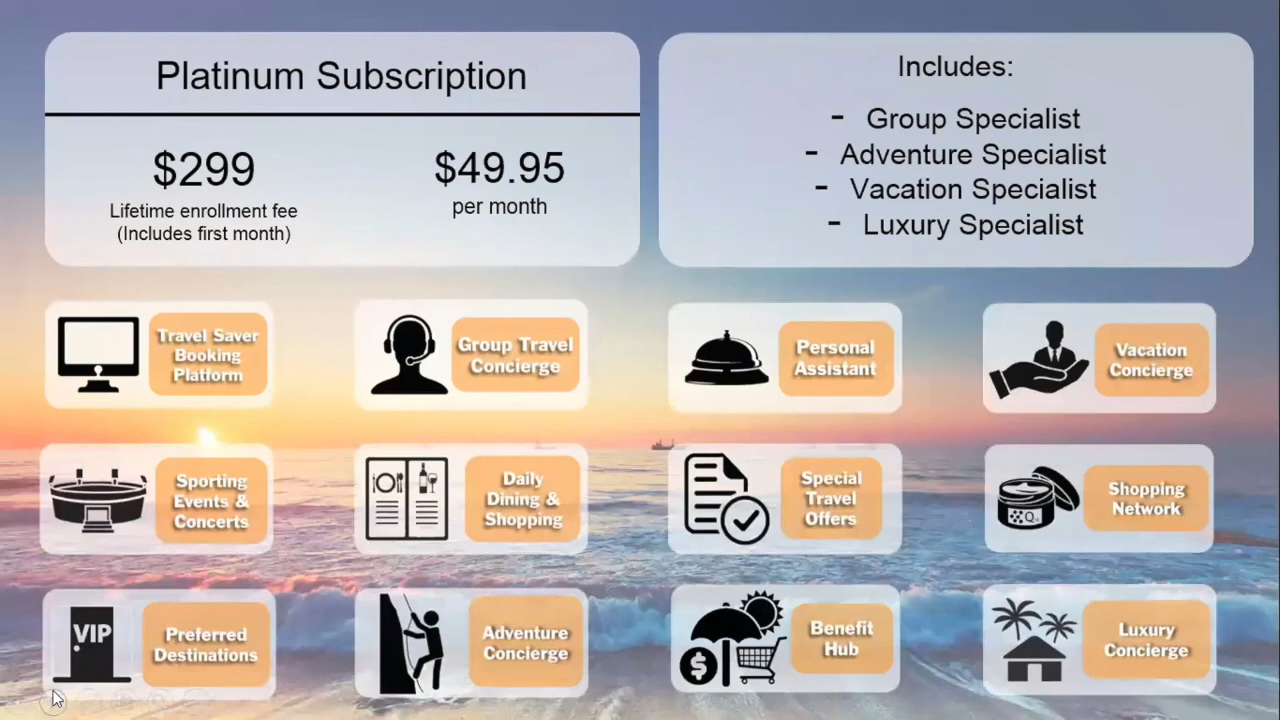 Platinum Subscription
$299
Lifetime enrollment fee
(Includes first month)
$49.95
per month
Includes:
- Group Specialist
- Adventure Specialist
- Vacation Specialist
- Luxury Specialist
Travel Saver
Booking
Platform
Group Travel
Concierge
Personal
Assistant
Vacation
Concierge
Sporting
Events &
Concerts
Daily
Dining &
Shopping
Special
Travel
Offers
Shopping
Network
VIP
Preferred
Destinations
Adventure
Concierge
$
Benefit
Hub
Luxury
Concierge